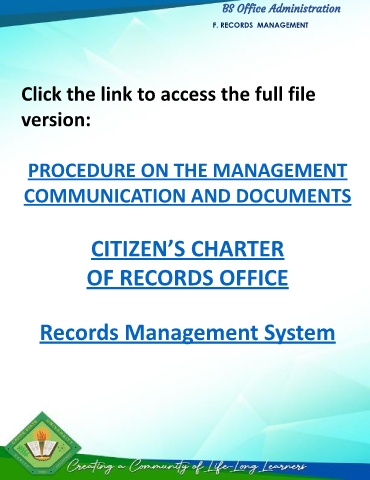 BS Office Administration
F. RECORDS MANAGEMENT
Click the link to access the full file
version:
PROCEDURE ON THE MANAGEMENT
COMMUNICATION AND DOCUMENTS
CITIZEN’S CHARTER
OF RECORDS OFFICE
Records Management System
Creating a Community of Life-Long Learners